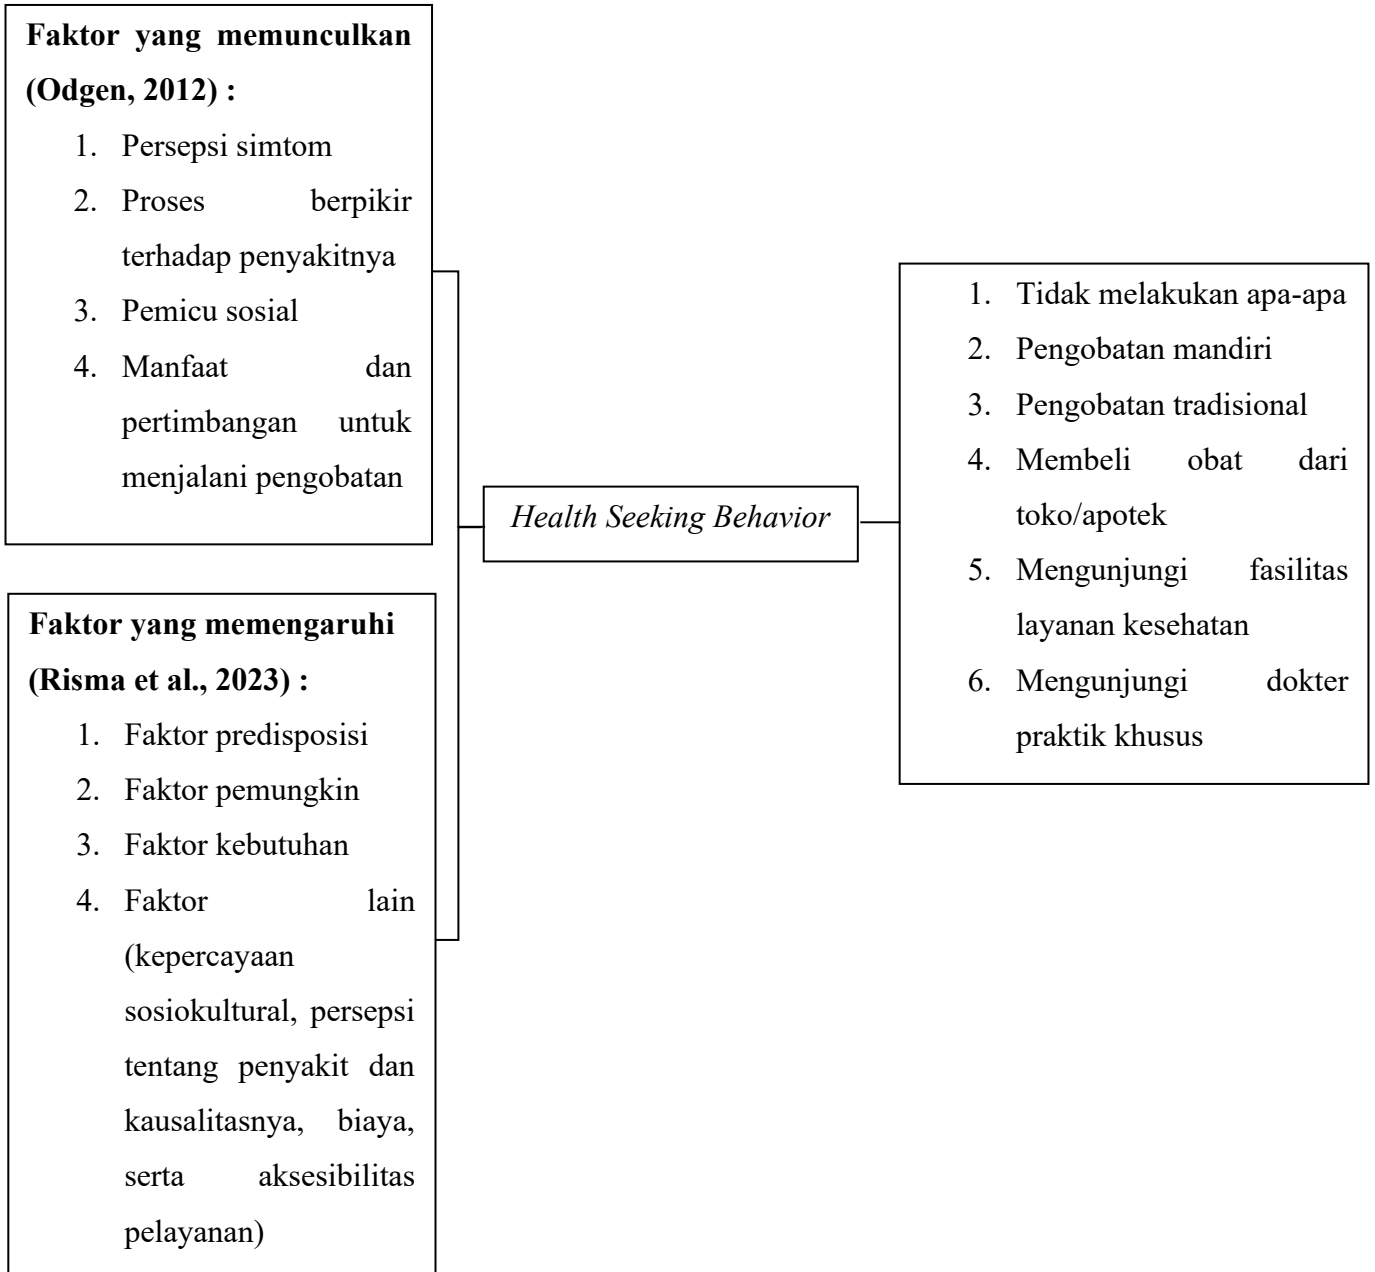 Faktor yang memunculkan
(Odgen, 2012) :
1. Persepsi simtom
2. Proses berpikir
terhadap penyakitnya
3. Pemicu sosial
4. Manfaat dan
pertimbangan untuk
menjalani pengobatan
Faktor yang memengaruhi
(Risma et al., 2023) :
1. Faktor predisposisi
2. Faktor pemungkin
3. Faktor kebutuhan
4. Faktor lain
(kepercayaan
sosiokultural, persepsi
tentang penyakit dan
kausalitasnya, biaya,
serta aksesibilitas
pelayanan)
Health Seeking Behavior
1. Tidak melakukan apa-apa
2. Pengobatan mandiri
3. Pengobatan tradisional
4. Membeli obat dari
toko/apotek
5. Mengunjungi fasilitas
layanan kesehatan
6. Mengunjungi dokter
praktik khusus